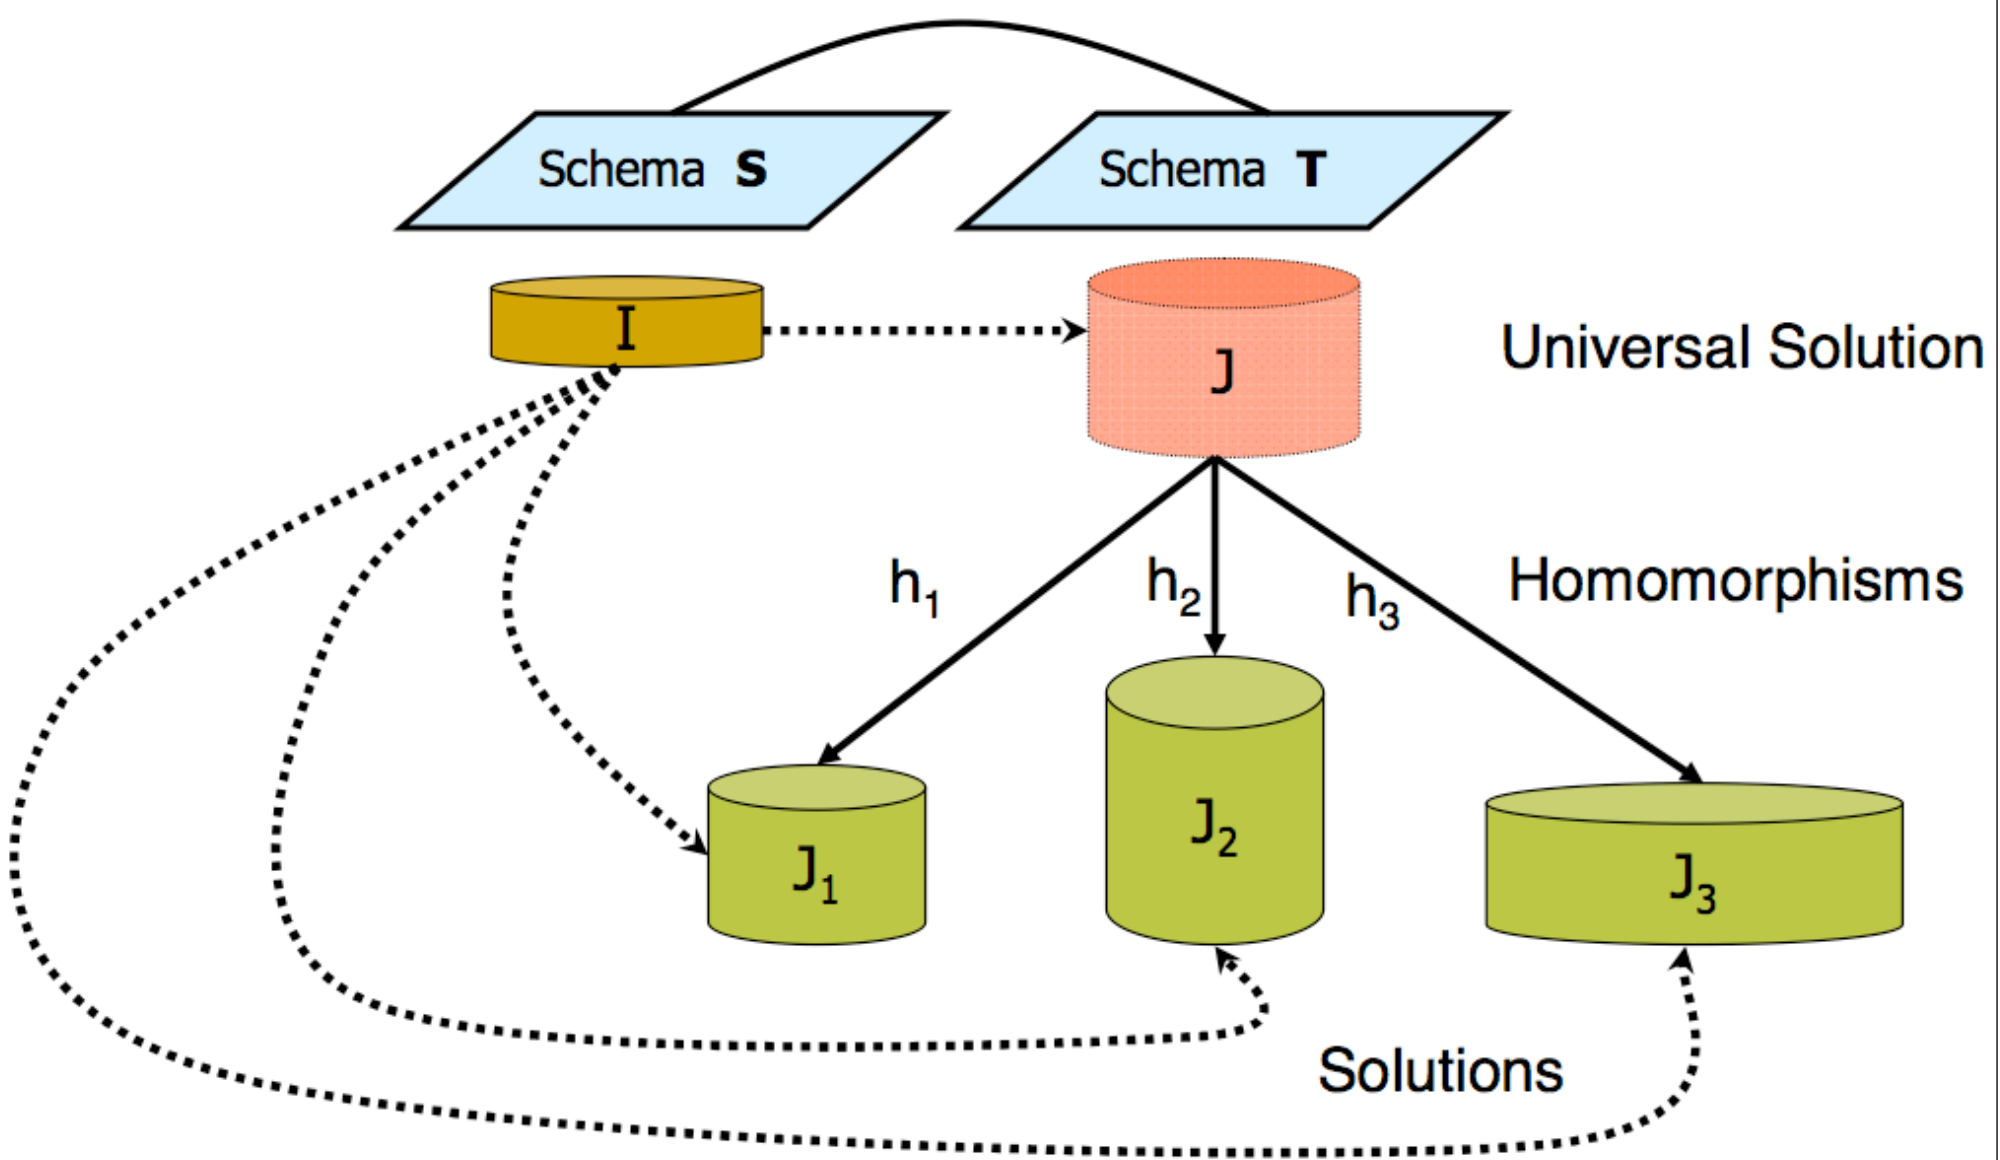 Schema S
Schema T
I
J
Universal Solution
h1
h2
h3
Homomorphisms
J1
J2
J3
Solutions